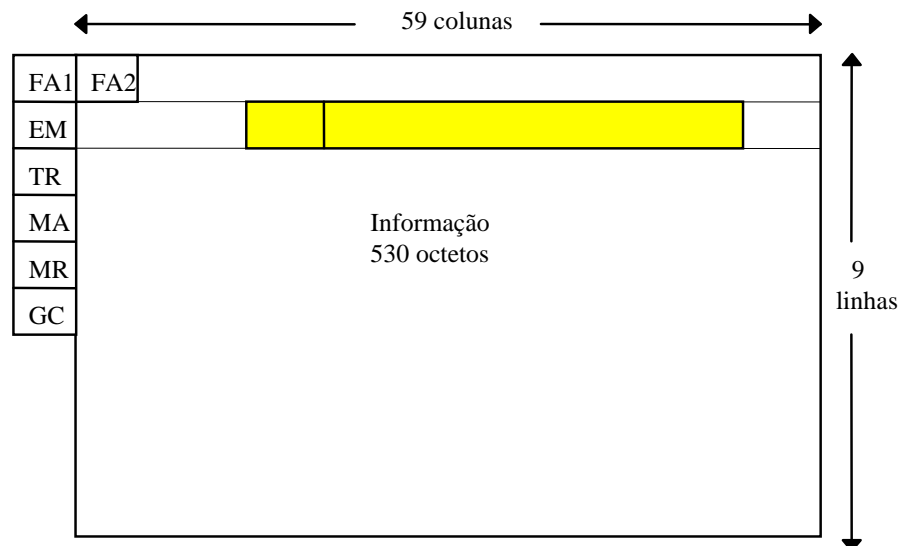 59 colunas
FA1 FA2
EM
TR
MA
MR
GC
Informação
530 octetos
9
linhas